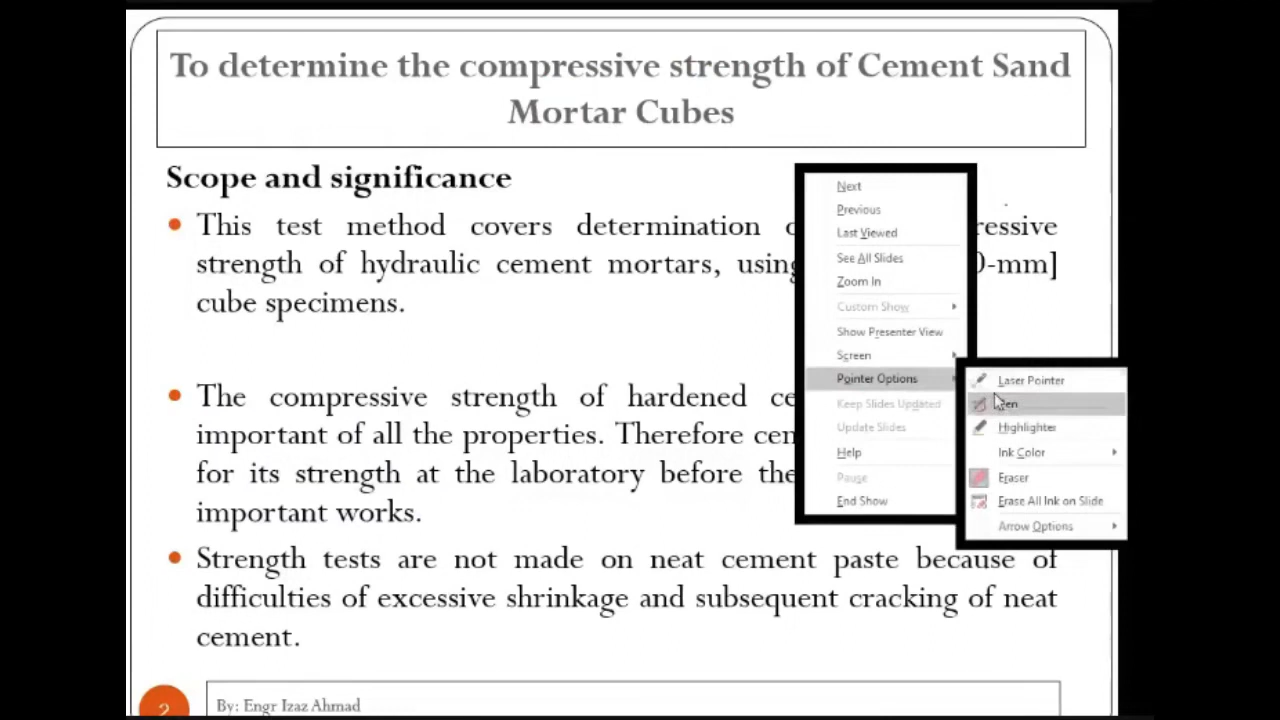 To determine the compressive strength of Cement Sand
Mortar Cubes
Scope and significance
This test method covers determination
strength of hydraulic cement mortars, using 0-mm]
cube specimens.
The compressive strength of hardened
important of all the properties. Therefore
for its strength at the laboratory before
important works.
Strength tests are not made on neat cement paste because of
difficulties of excessive shrinkage and subsequent cracking of neat
cement.
Next
Previous
Last Viewed
See All Slides
Zoom In
Custom Show
Show Presenter View
Screen
Pointer Options
Keep Slides Updated
Update Slides
Help
Pause
End Show
Laser Pointer
Pen
Highlighter
Ink Color
Eraser
Erase All Ink on Slide
Arrow Options
2
By: Engr Izaz Ahmad